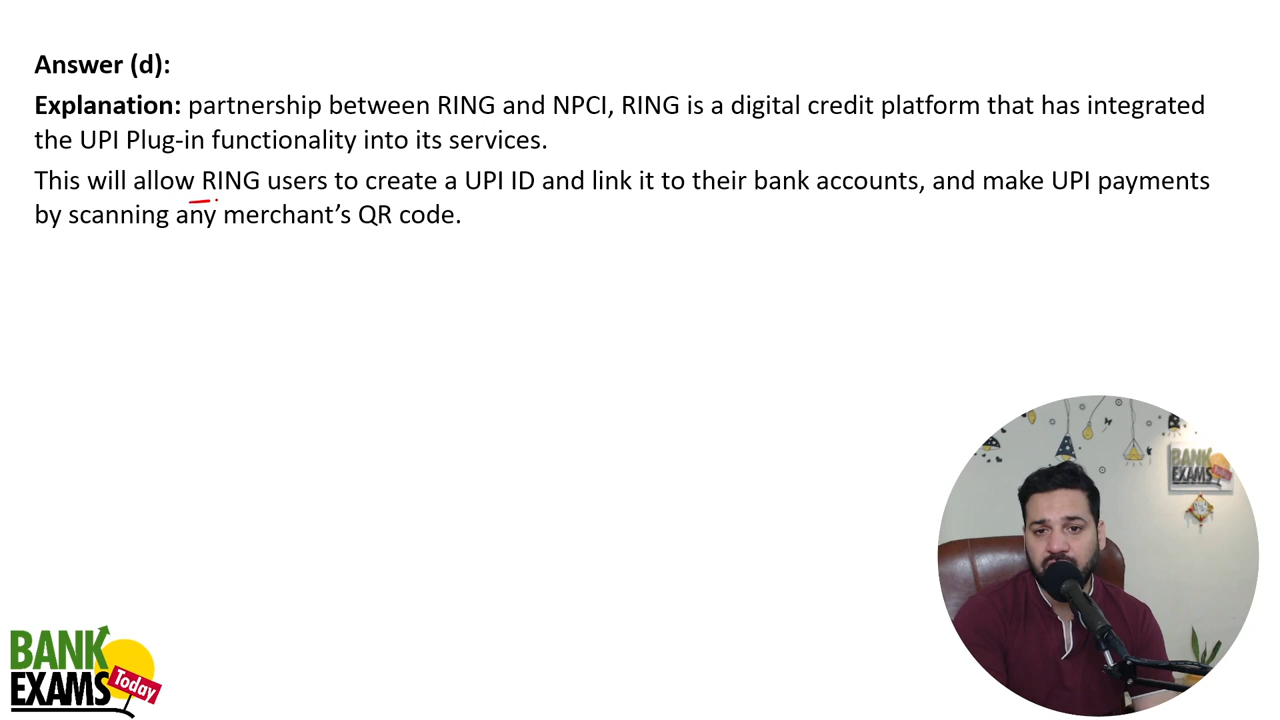 Answer (d):
Explanation: partnership between RING and NPCI, RING is a digital credit platform that has integrated
the UPI Plug-in functionality into its services.
This will allow RING users to create a UPI ID and link it to their bank accounts, and make UPI payments
by scanning any merchant’s QR code.
BANK
EXAMS
BANK
EXAMS
Today